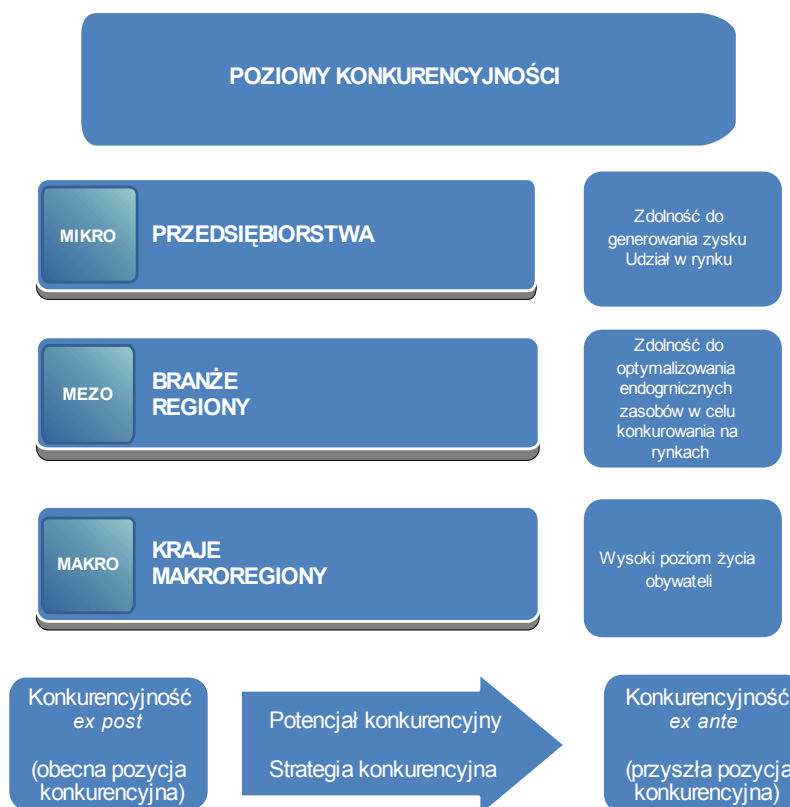 POZIOMY KONKURENCYJNOŚCI
MIKRO
PRZEDSIĘBIORSTWA
Zdolność do
generowania zysku
Udział w rynku
MEZO
BRANŻE
REGIONY
Zdolność do
optymalizowania
endogrnicznych
zasobów w celu
konkurowania na
rynkach
MAKRO
KRAJE
MAKROREGIONY
Wysoki poziom życia
obywateli
Konkurencyjność
ex post
(obecna pozycja
konkurencyjna)
Potencjał konkurencyjny
Strategia konkurencyjna
Konkurencyjność
ex ante
(przyszła pozycja
konkurencyjna)